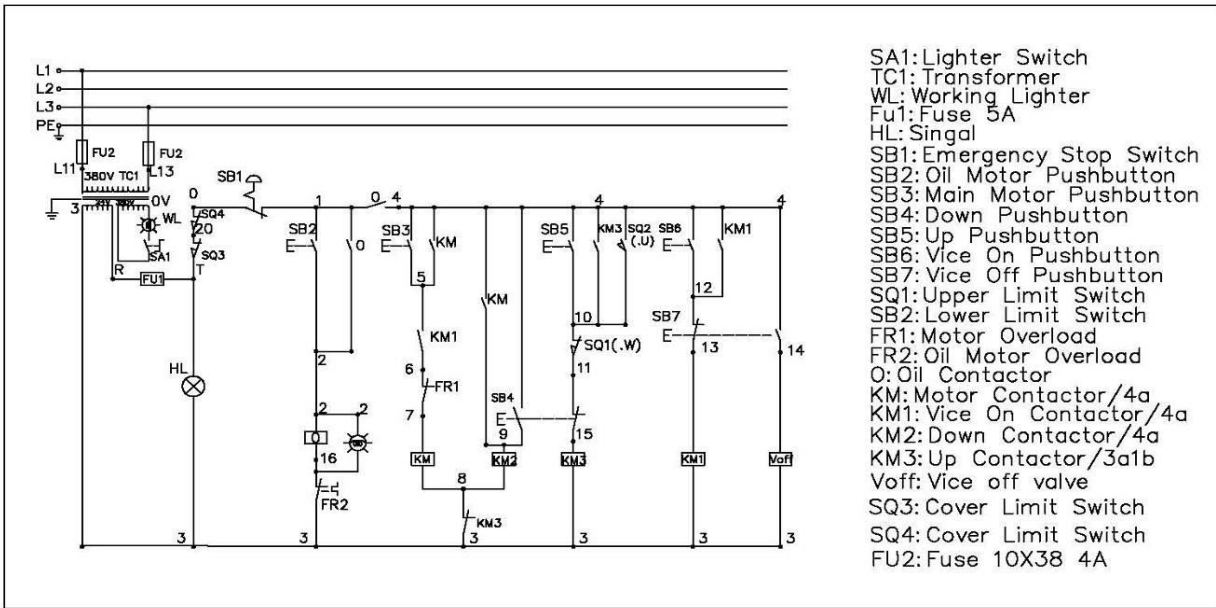 L1
L2
L3
PE
FU2 FU2
L11 380V TC1 L13
3 0V 0 SB1 1 0 4 4 4
WL SQ4
20
SA1 SQ3
R FU1 T
SB2 0 SB3 KM SB5 KM3 SQ2 (.U) SB6 KM1
5 KM 12
10 SB7
KM1 SQ1(.W) 13 14
2
6 11
HL FR1
2 2 7 SB4
0 9 15
16 KM KM2 KM3 KM1 Voff
FR2 8
KM3
3 3 3 3 3 3
SA1: Lighter Switch
TC1: Transformer
WL: Working Lighter
Fu1: Fuse 5A
HL: Singal
SB1: Emergency Stop Switch
SB2: Oil Motor Pushbutton
SB3: Main Motor Pushbutton
SB4: Down Pushbutton
SB5: Up Pushbutton
SB6: Vice On Pushbutton
SB7: Vice Off Pushbutton
SQ1: Upper Limit Switch
SB2: Lower Limit Switch
FR1: Motor Overload
FR2: Oil Motor Overload
O: Oil Contactor
KM: Motor Contactor/4a
KM1: Vice On Contactor/4a
KM2: Down Contactor/4a
KM3: Up Contactor/3a1b
Voff: Vice off valve
SQ3: Cover Limit Switch
SQ4: Cover Limit Switch
FU2: Fuse 10X38 4A